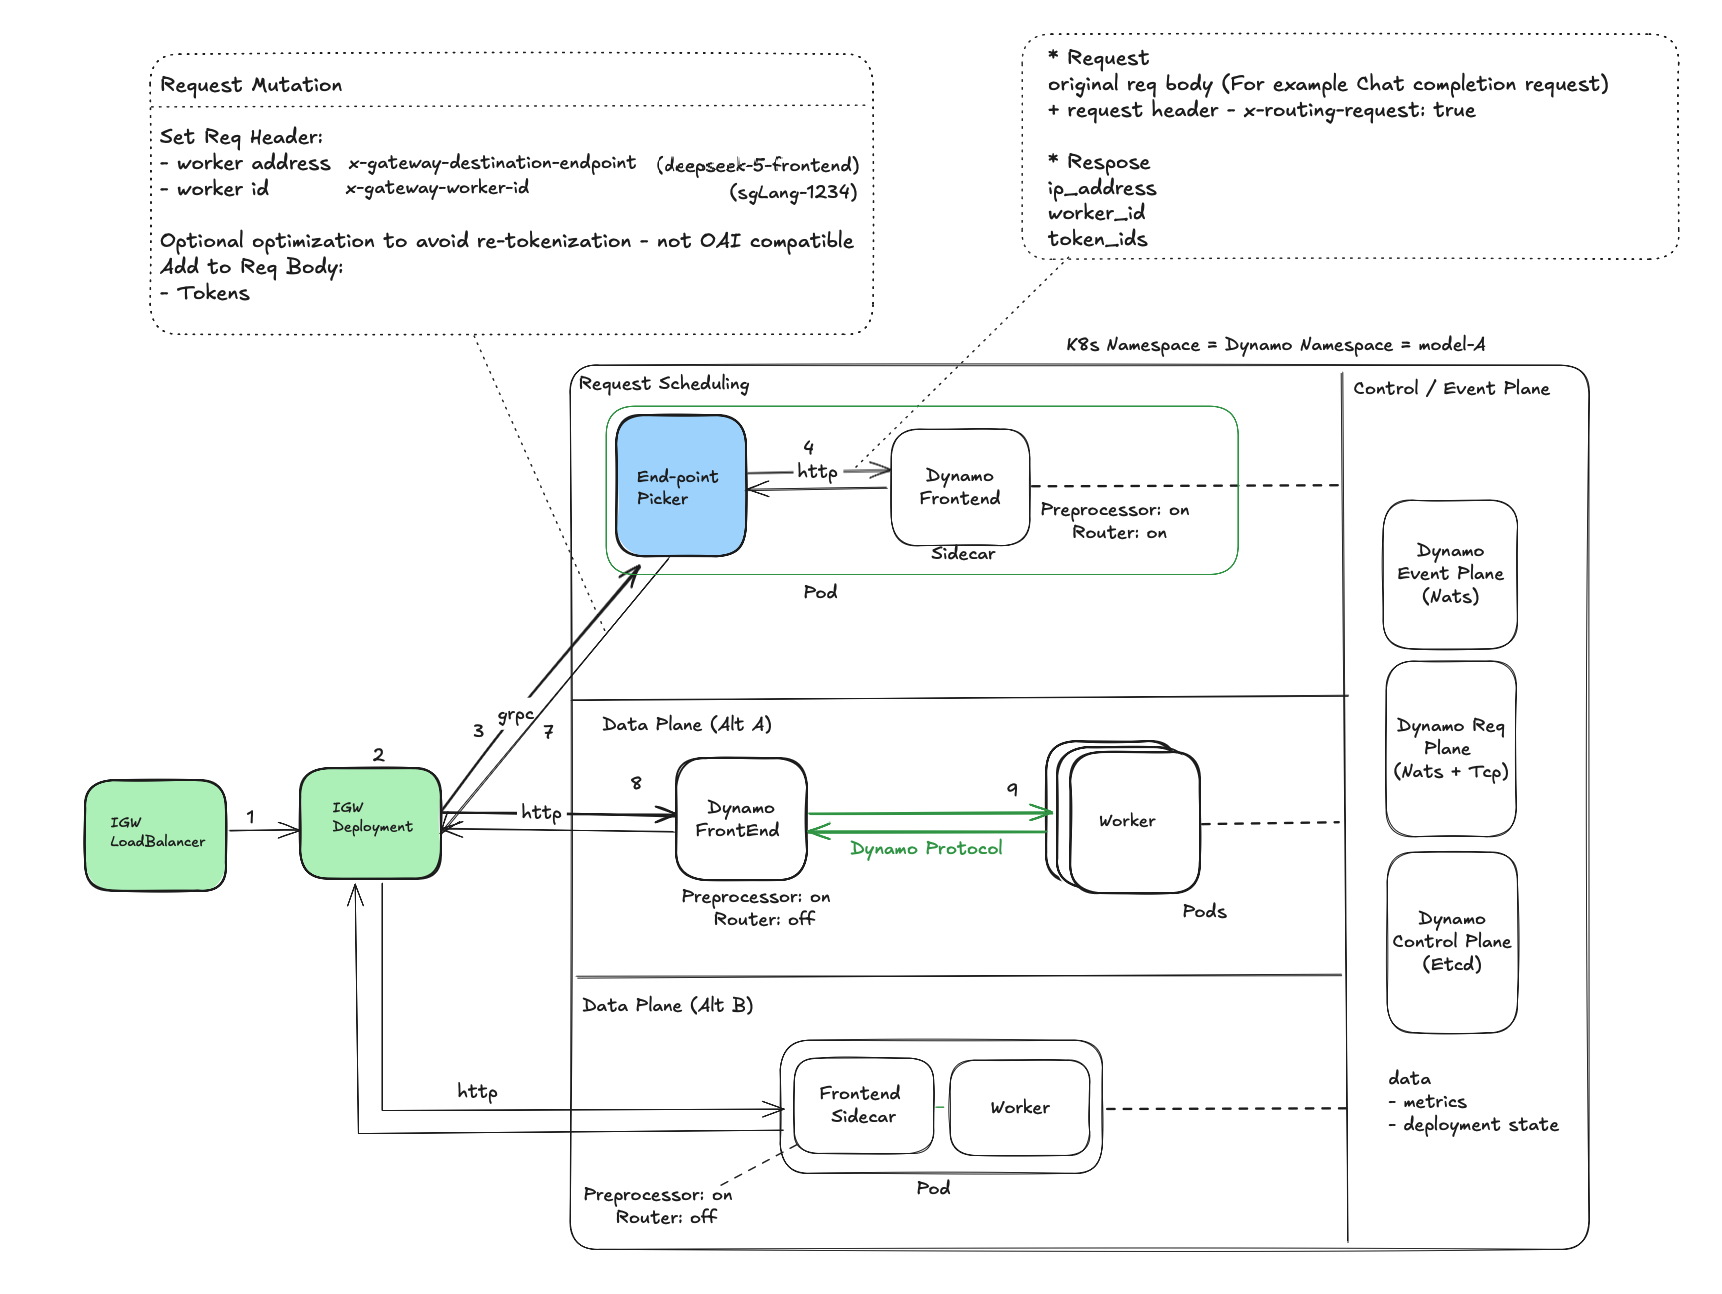 Request Mutation
Set Req Header:
- worker address x-gateway-destination-endpoint (deepseek-5-frontend)
- worker id x-gateway-worker-id (sgLang-1234)
Optional optimization to avoid re-tokenization - not OAI compatible
Add to Req Body:
- Tokens
* Request
original req body (For example Chat completion request)
+ request header - x-routing-request: true
* Respose
ip_address
worker_id
token_ids
K8s Namespace = Dynamo Namespace = model-A
Request Scheduling
Control / Event Plane
End-point
Picker
4
http
Dynamo
Frontend
Sidecar
Preprocessor: on
Router: on
Pod
Dynamo
Event Plane
(Nats)
Dynamo Req
Plane
(Nats + Tcp)
Dynamo
Control Plane
(Etcd)
data
- metrics
- deployment state
3
grpc
7
IGW
LoadBalancer
1
2
IGW
Deployment
Data Plane (Alt A)
8
http
Dynamo
FrontEnd
Preprocessor: on
Router: off
9
Dynamo Protocol
Worker
Pods
Data Plane (Alt B)
http
Frontend
Sidecar
Worker
Pod
Preprocessor: on
Router: off